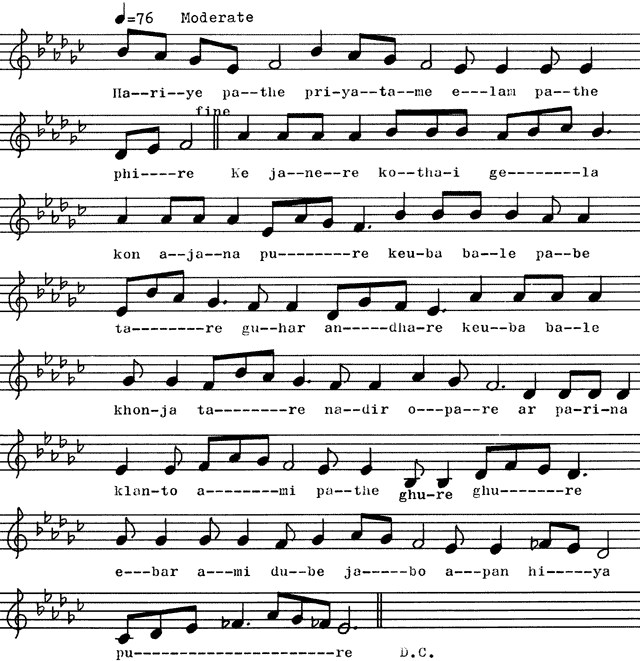 =76 Moderate
Ha--ri--ye pa--the pri-ya--ta--me e---lam pa--the
fine
phi----re Ke ja--ne--re ko--tha-i ge--------la
kon a--ja--na pu--------re keu-ba ba--le pa--be
ta---------re gu--har an-----dha--re keu--ba ba--le
khon-ja ta--------re na--dir o---pa--re ar pa--ri-na
klan-to a--------mi pa--the ghu-re ghu-------re
e---bar a---mi du--be ja-----bo a---pan hi---ya
pu-----------------------re D.C.